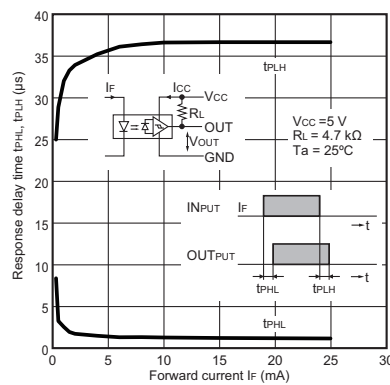 Response delay time tPHL, tPLH (μs)
40
35
30
25
20
15
10
5
0
tPLH
IF
ICC
VCC
RL
OUT
VOUT
GND
VCC =5 V
RL = 4.7 kΩ
Ta = 25°C
INPUT IF
t
OUTPUT
t
tPHL tPLH
tPHL
0 5 10 15 20 25 30
Forward current IF (mA)